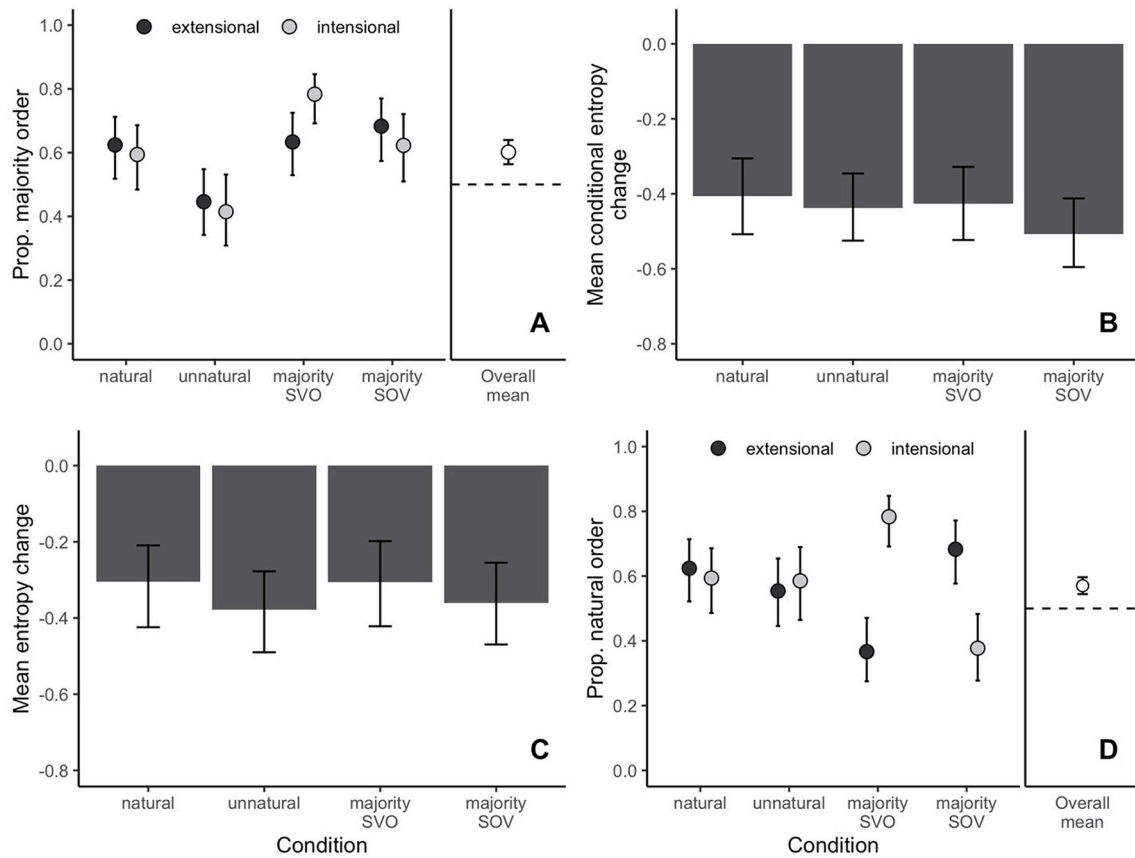 extensional intensional
Prop. majority order
1.0
0.8
0.6
0.4
0.2
0.0
A
natural unnatural majority SVO majority SOV Overall mean
Mean conditional entropy
change
0.0
-0.2
-0.4
-0.6
-0.8
B
natural unnatural majority SVO majority SOV
Mean entropy change
0.0
-0.2
-0.4
-0.6
-0.8
C
natural unnatural majority SVO majority SOV
Condition
extensional intensional
Prop. natural order
1.0
0.8
0.6
0.4
0.2
0.0
D
natural unnatural majority SVO majority SOV Overall mean
Condition